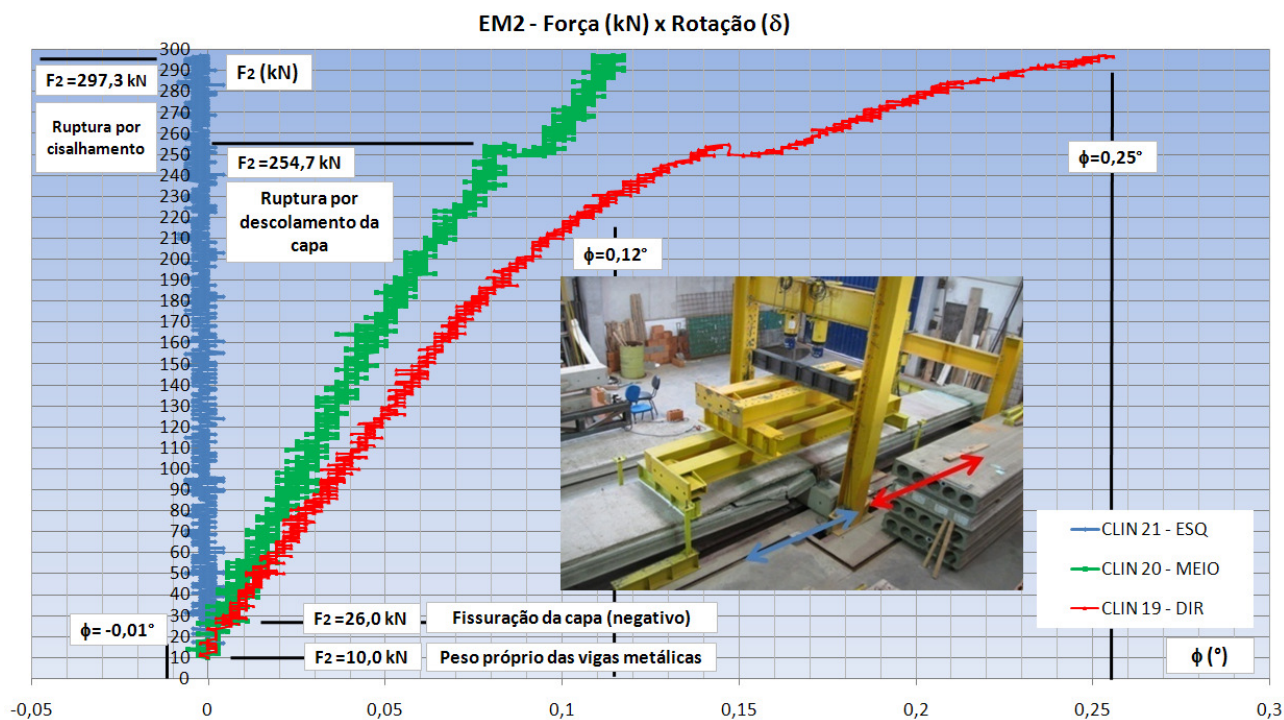 EM2 - Força (kN) x Rotação (δ)
300
290
280
270
260
250
240
230
220
210
200
190
180
170
160
150
140
130
120
110
100
90
80
70
60
50
40
30
20
10
0
F2 (kN)
F2 =297,3 kN
Ruptura por
cisalhamento
F2 =254,7 kN
Ruptura por
descolamento da
capa
ϕ=0,25°
ϕ=0,12°
CLIN 21 - ESQ
CLIN 20 - MEIO
CLIN 19 - DIR
ϕ= -0,01°
F2 =26,0 kN
Fissuração da capa (negativo)
F2 =10,0 kN
Peso próprio das vigas metálicas
ϕ (°)
-0,05
0
0,05
0,1
0,15
0,2
0,25
0,3